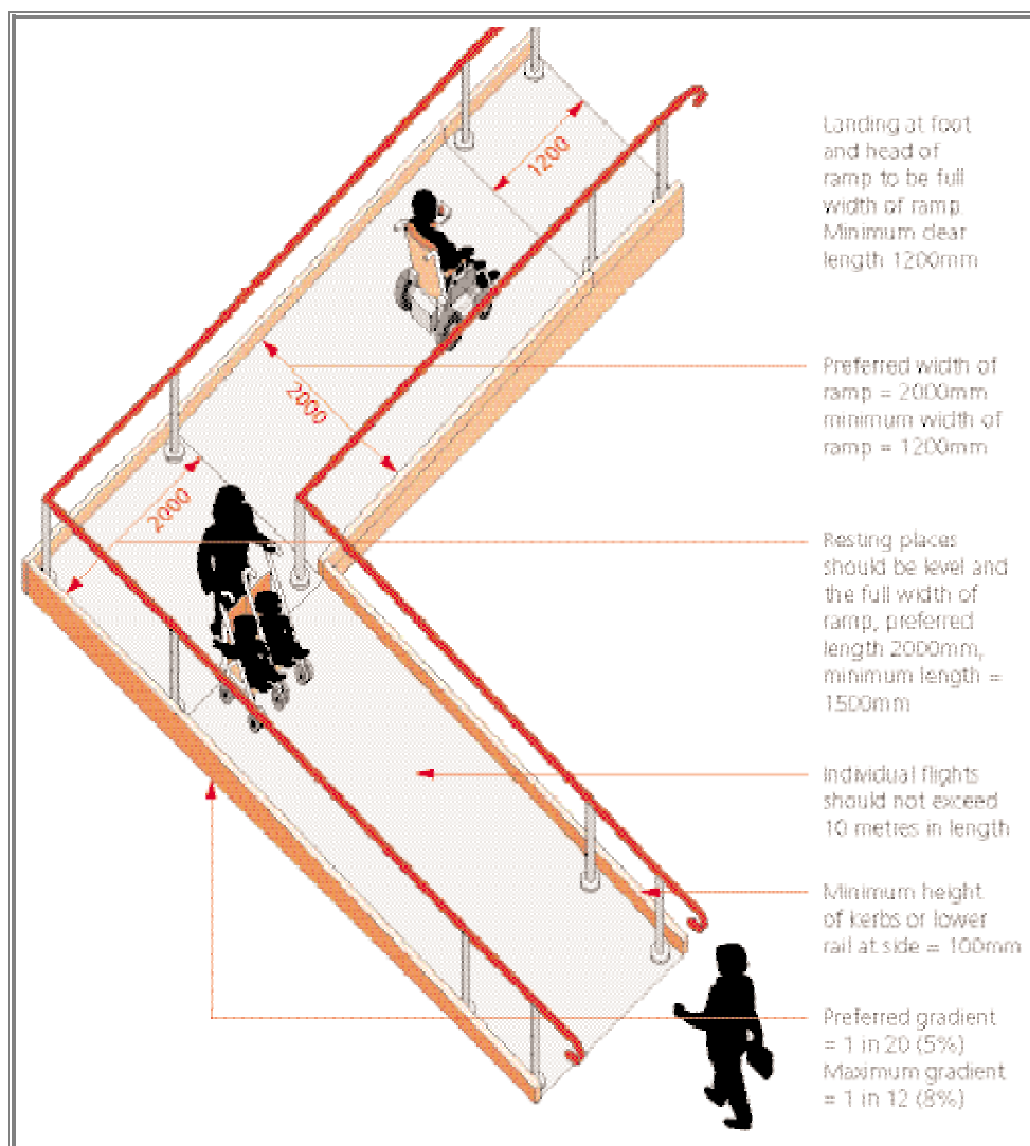 Landing at foot
and head of
ramp to be full
width of ramp.
Minimum clear
length 1200mm
1200
Preferred width of
ramp = 2000mm
minimum width of
ramp = 1200mm
2000
2000
Resting places
should be level and
the full width of
ramp, preferred
length 2000mm,
minimum length =
1500mm
Individual flights
should not exceed
10 metres in length
Minimum height
of kerbs or lower
rail at side = 100mm
Preferred gradient
= 1 in 20 (5%)
Maximum gradient
= 1 in 12 (8%)